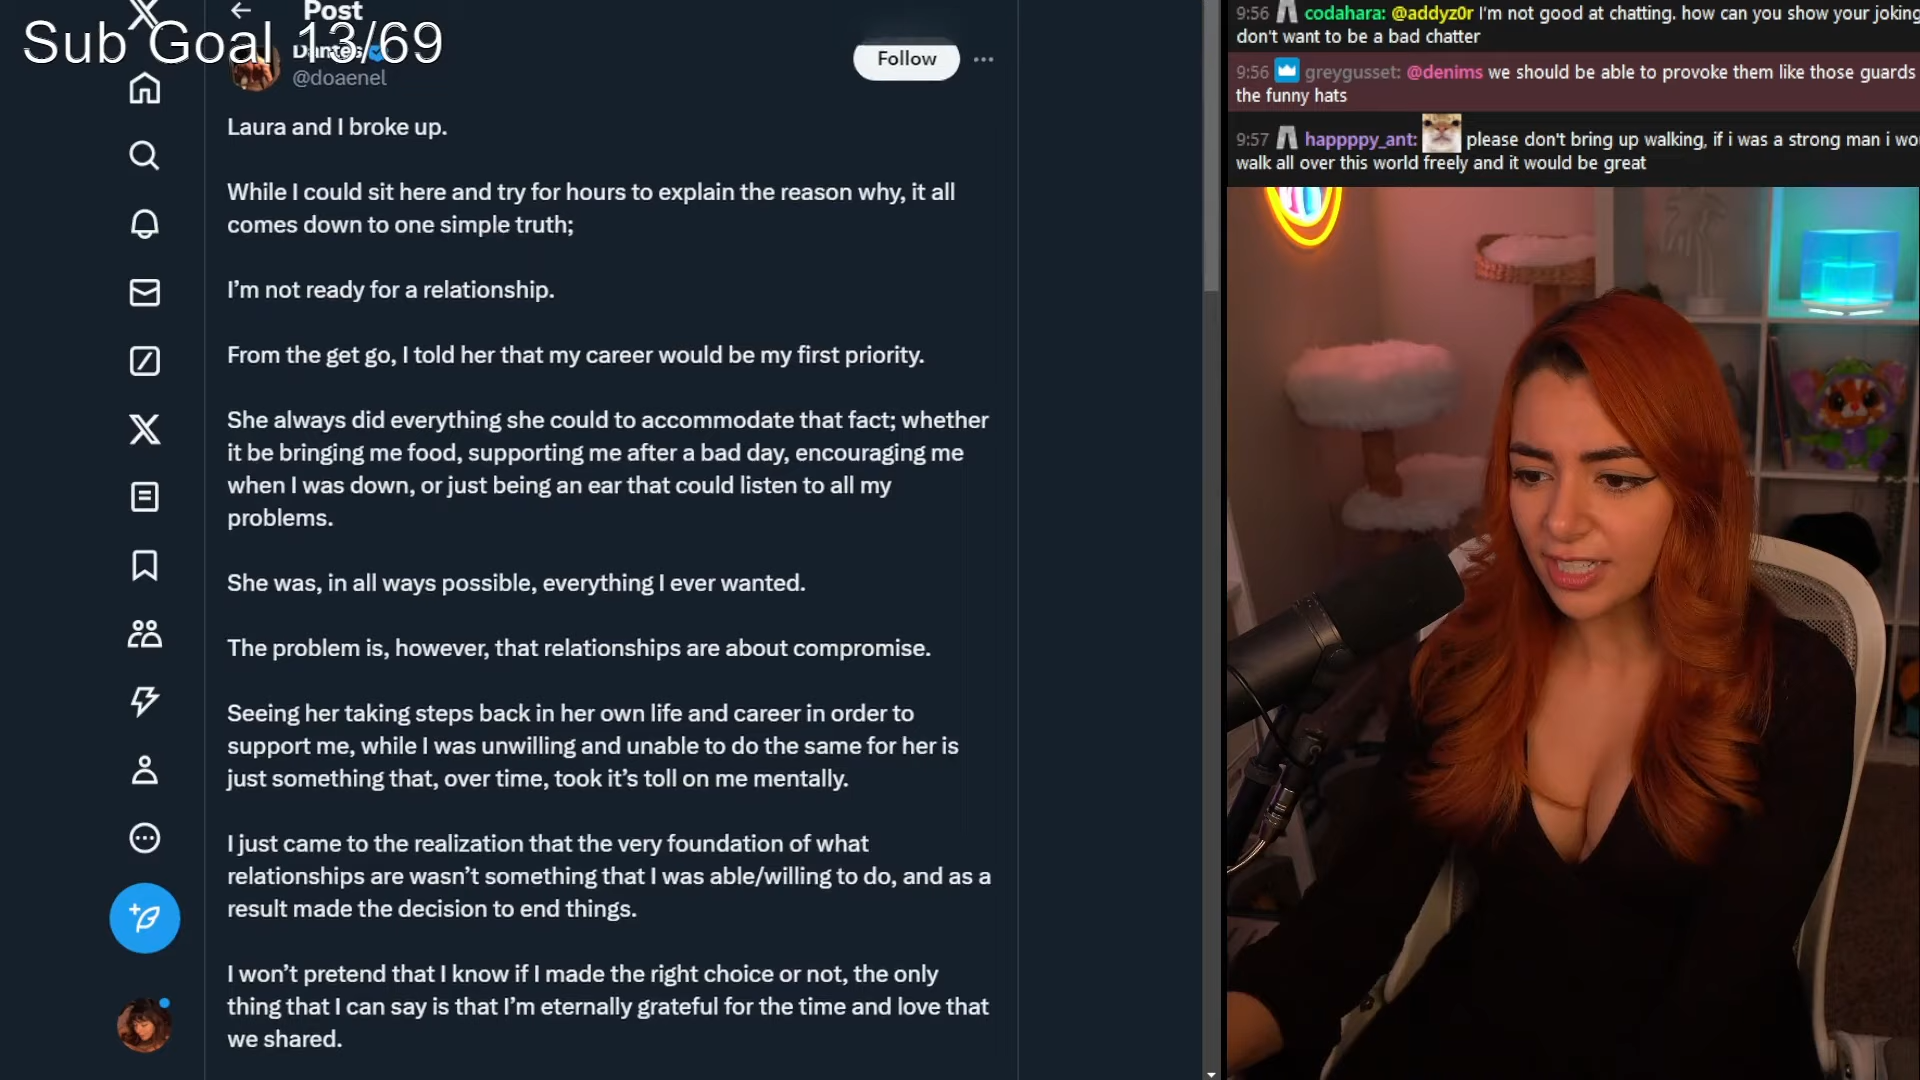 Post
Sub Goal 13/69
Dantes
@doaenel
Follow
Laura and I broke up.
While I could sit here and try for hours to explain the reason why, it all
comes down to one simple truth;
I’m not ready for a relationship.
From the get go, I told her that my career would be my first priority.
She always did everything she could to accommodate that fact; whether
it be bringing me food, supporting me after a bad day, encouraging me
when I was down, or just being an ear that could listen to all my
problems.
She was, in all ways possible, everything I ever wanted.
The problem is, however, that relationships are about compromise.
Seeing her taking steps back in her own life and career in order to
support me, while I was unwilling and unable to do the same for her is
just something that, over time, took it’s toll on me mentally.
I just came to the realization that the very foundation of what
relationships are wasn’t something that I was able/willing to do, and as a
result made the decision to end things.
I won’t pretend that I know if I made the right choice or not, the only
thing that I can say is that I’m eternally grateful for the time and love that
we shared.
9:56 codahara: @addyz0r I'm not good at chatting. how can you show your joking
don't want to be a bad chatter
9:56 greygusset: @denims we should be able to provoke them like those guards
the funny hats
9:57 happppy_ant: please don't bring up walking, if i was a strong man i wo
walk all over this world freely and it would be great